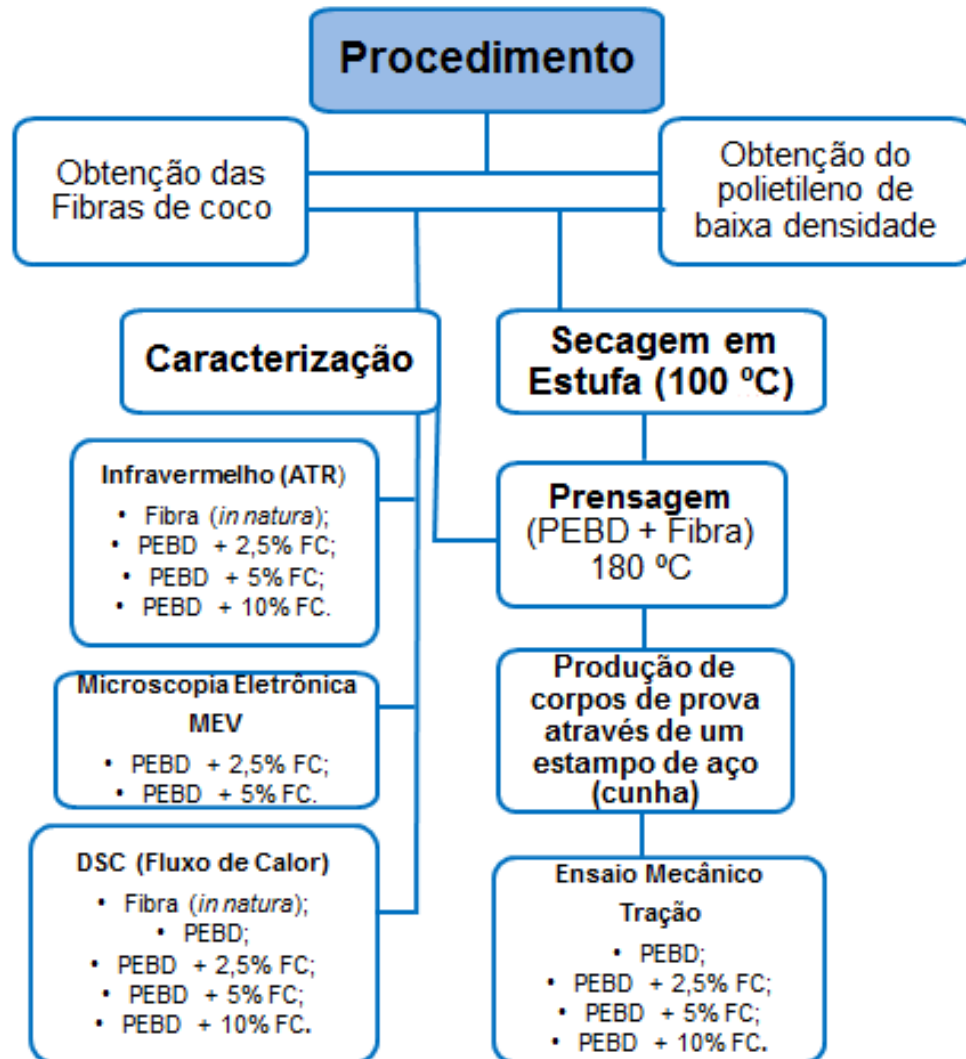 Procedimento
Obtenção das
Fibras de coco
Obtenção do
polietileno de
baixa densidade
Caracterização
Secagem em
Estufa (100 ºC)
Infravermelho (ATR)
• Fibra (in natura);
• PEBD + 2,5% FC;
• PEBD + 5% FC;
• PEBD + 10% FC.
Prensagem
(PEBD + Fibra)
180 ºC
Microscopia Eletrônica
MEV
• PEBD + 2,5% FC;
• PEBD + 5% FC.
Produção de
corpos de prova
através de um
estampo de aço
(cunha)
DSC (Fluxo de Calor)
• Fibra (in natura);
• PEBD;
• PEBD + 2,5% FC;
• PEBD + 5% FC;
• PEBD + 10% FC.
Ensaio Mecânico
Tração
• PEBD;
• PEBD + 2,5% FC;
• PEBD + 5% FC;
• PEBD + 10% FC.